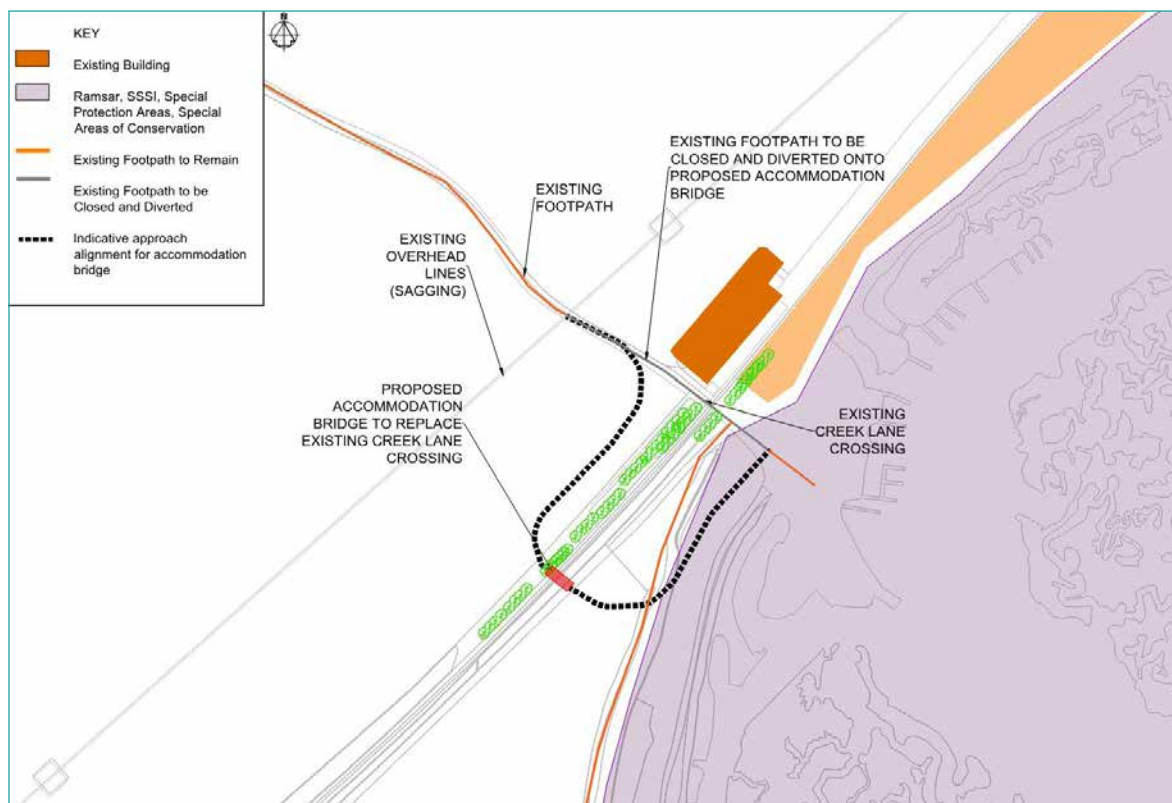 KEY
Existing Building
Ramsar, SSSI, Special
Protection Areas, Special
Areas of Conservation
Existing Footpath to Remain
Existing Footpath to be
Closed and Diverted
Indicative approach
alignment for accommodation
bridge
N
EXISTING FOOTPATH TO BE
CLOSED AND DIVERTED ONTO
PROPOSED ACCOMMODATION
BRIDGE
EXISTING
FOOTPATH
EXISTING
OVERHEAD
LINES
(SAGGING)
PROPOSED
ACCOMMODATION
BRIDGE TO REPLACE
EXISTING CREEK LANE
CROSSING
EXISTING
CREEK LANE
CROSSING